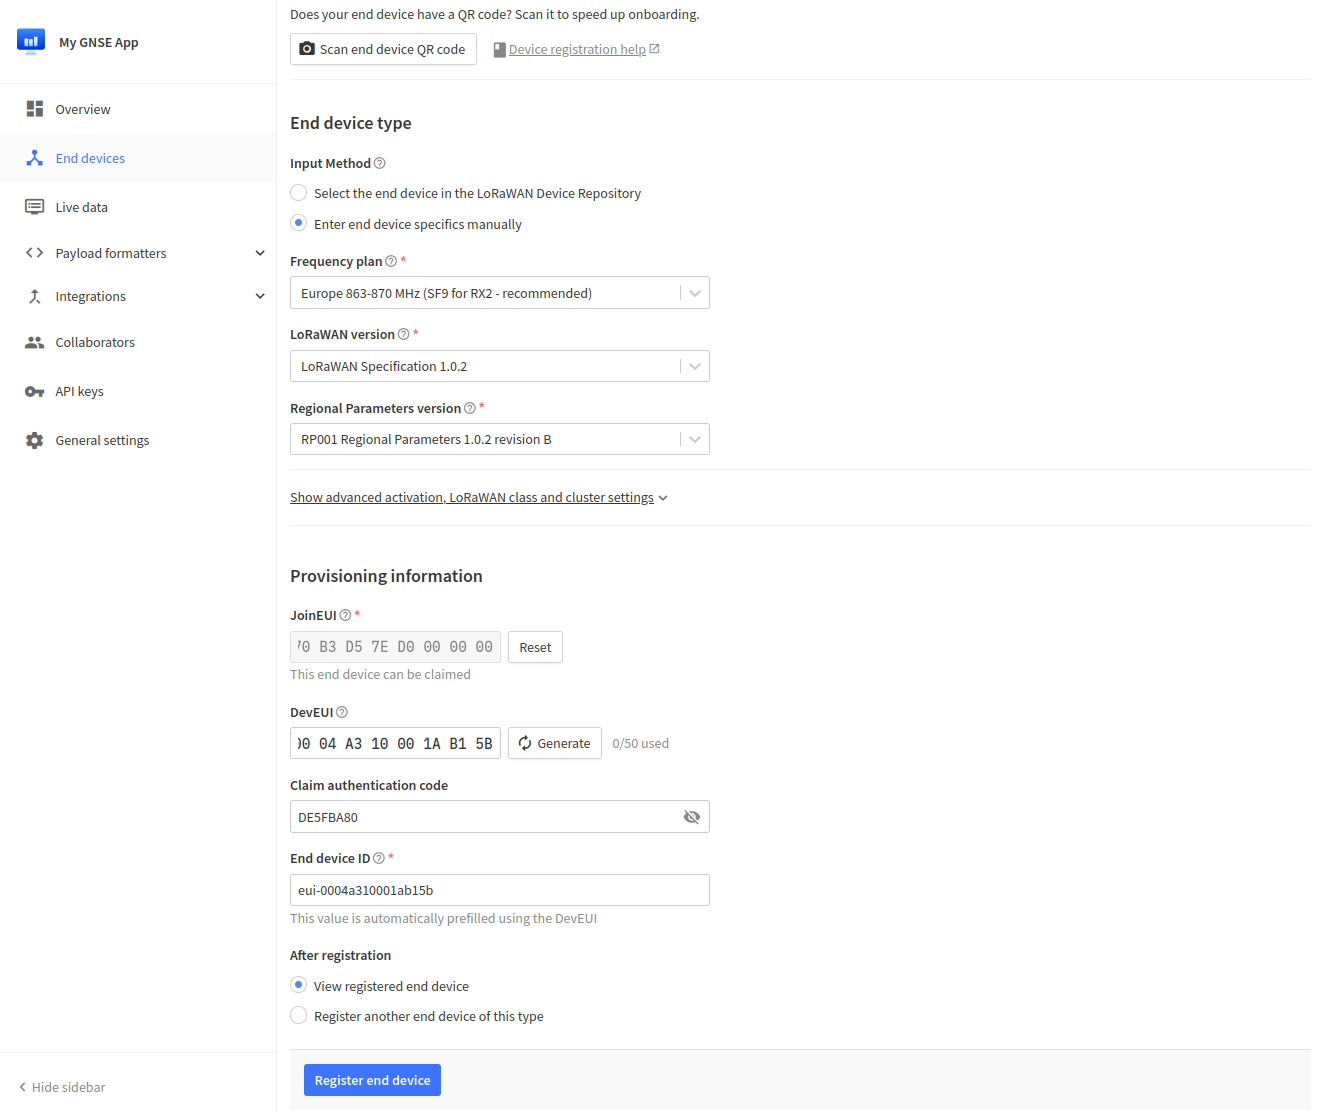 My GNSE App
Overview
End devices
Live data
Payload formatters
Integrations
Collaborators
API keys
General settings
Hide sidebar
Does your end device have a QR code? Scan it to speed up onboarding.
Scan end device QR code
Device registration help
End device type
Input Method
Select the end device in the LoRaWAN Device Repository
Enter end device specifics manually
Frequency plan *
Europe 863-870 MHz (SF9 for RX2 - recommended)
LoRaWAN version *
LoRaWAN Specification 1.0.2
Regional Parameters version *
RP001 Regional Parameters 1.0.2 revision B
Show advanced activation, LoRaWAN class and cluster settings
Provisioning information
JoinEUI *
70 B3 D5 7E D0 00 00 00 Reset
This end device can be claimed
DevEUI
00 04 A3 10 00 1A B1 5B Generate 0/50 used
Claim authentication code
DE5FBA80
End device ID *
eui-0004a310001ab15b
This value is automatically prefilled using the DevEUI
After registration
View registered end device
Register another end device of this type
Register end device